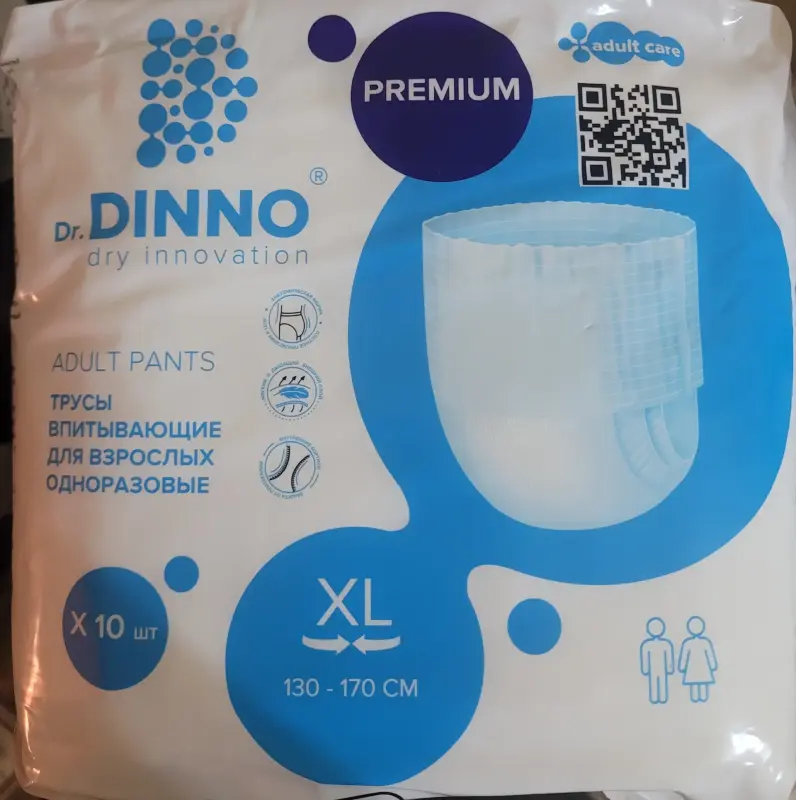 PREMIUM
adult care
Dr. DINNO®
dry innovation
ADULT PANTS
ТРУСЫ
ВПИТЫВАЮЩИЕ
ДЛЯ ВЗРОСЛЫХ
ОДНОРАЗОВЫЕ
X 10 шт
XL
130 - 170 СМ